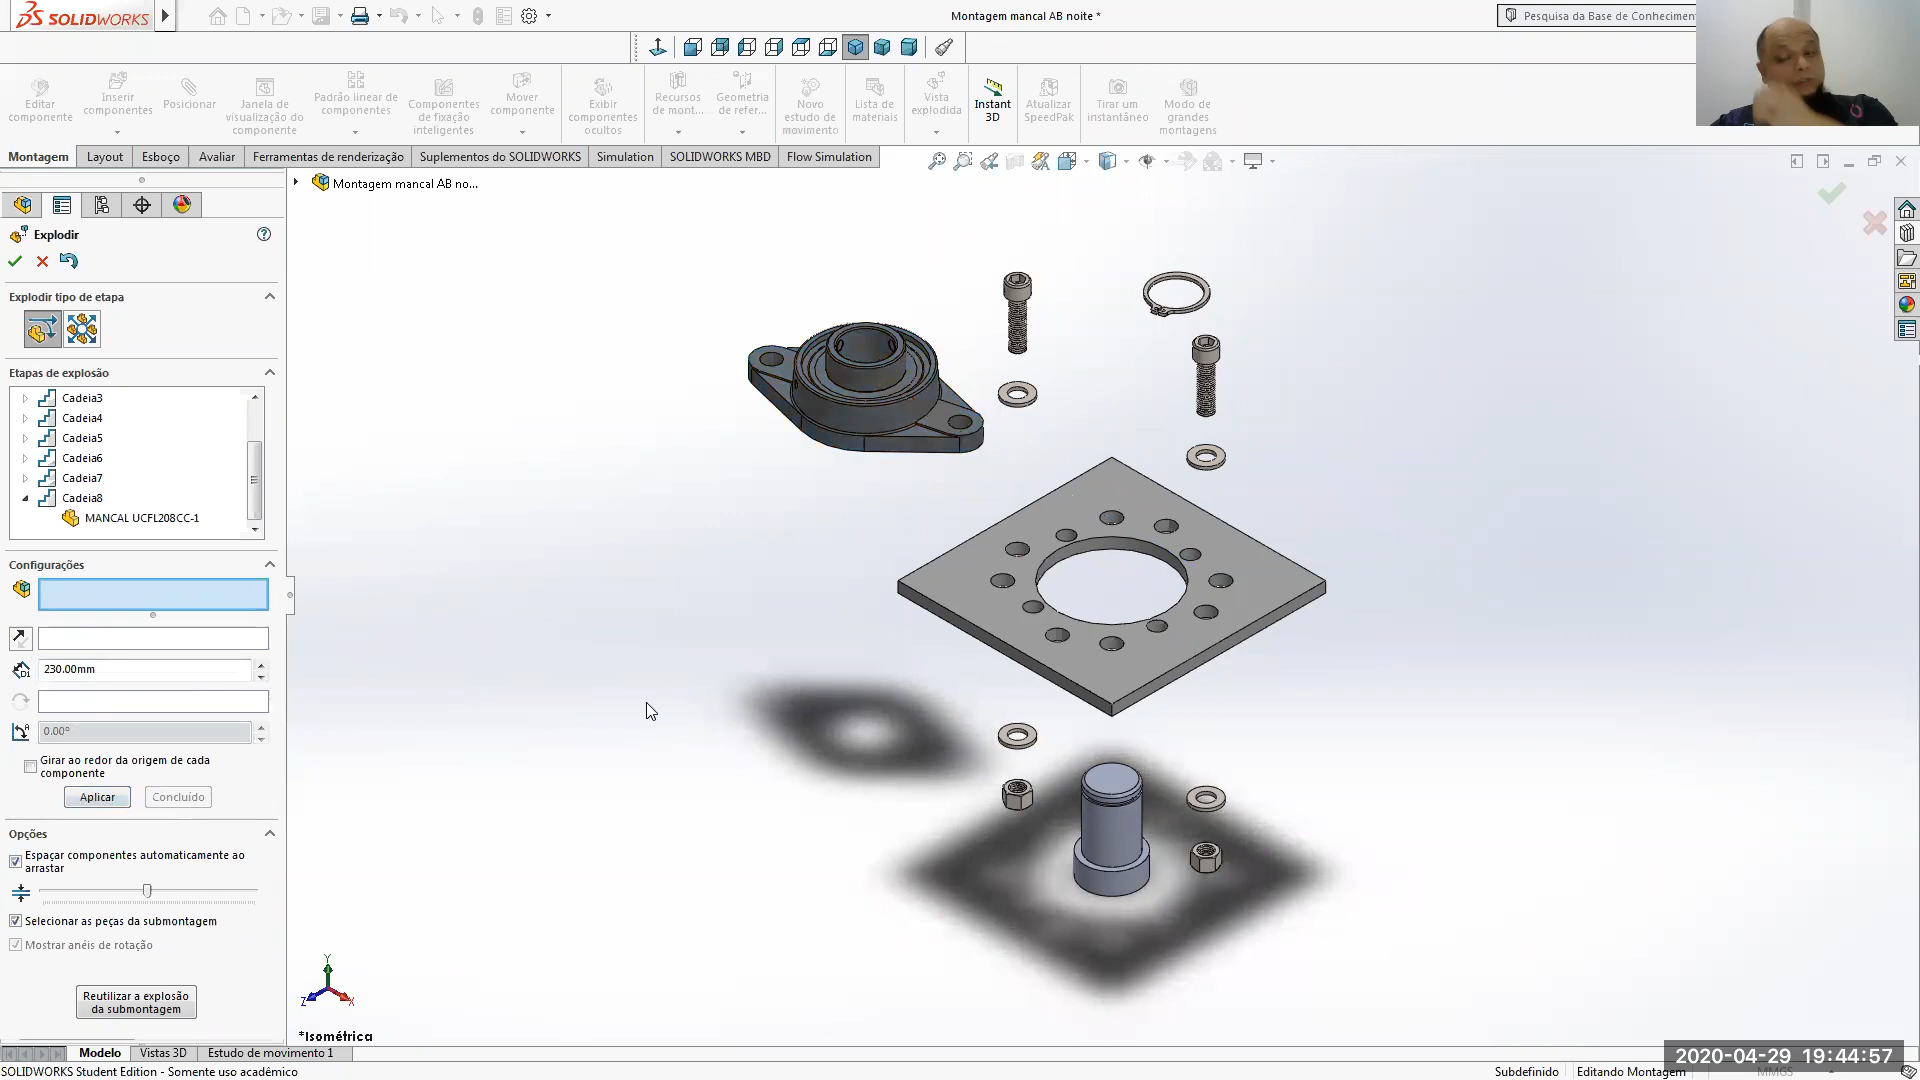 SOLIDWORKS
Montagem mancal AB noite *
Pesquisa da Base de Conhecimen
Editar
componente
Inserir
componentes
Posicionar
Janela de
visualização do
componente
Padrão linear de
componentes
Componentes
de fixação
inteligentes
Mover
componente
Exibir
componentes
ocultos
Recursos
de mont...
Geometria
de refer...
Novo
estudo de
movimento
Lista de
materiais
Vista
explodida
Instant
3D
Atualizar
SpeedPak
Tirar um
instantâneo
Modo de
grandes
montagens
Montagem
Layout
Esboço
Avaliar
Ferramentas de renderização
Suplementos do SOLIDWORKS
Simulation
SOLIDWORKS MBD
Flow Simulation
Montagem mancal AB no...
Explodir
Explodir tipo de etapa
Etapas de explosão
Cadeia3
Cadeia4
Cadeia5
Cadeia6
Cadeia7
Cadeia8
MANCAL UCFL208CC-1
Configurações
230.00mm
0.00°
Girar ao redor da origem de cada
componente
Aplicar
Concluído
Opções
Espaçar componentes automaticamente ao
arrastar
Selecionar as peças da submontagem
Mostrar anéis de rotação
Reutilizar a explosão
da submontagem
Y
Z
X
*Isométrica
Modelo
Vistas 3D
Estudo de movimento 1
SOLIDWORKS Student Edition - Somente uso acadêmico
Subdefinido
Editando Montagem
MMGS
2020-04-29 19:44:57